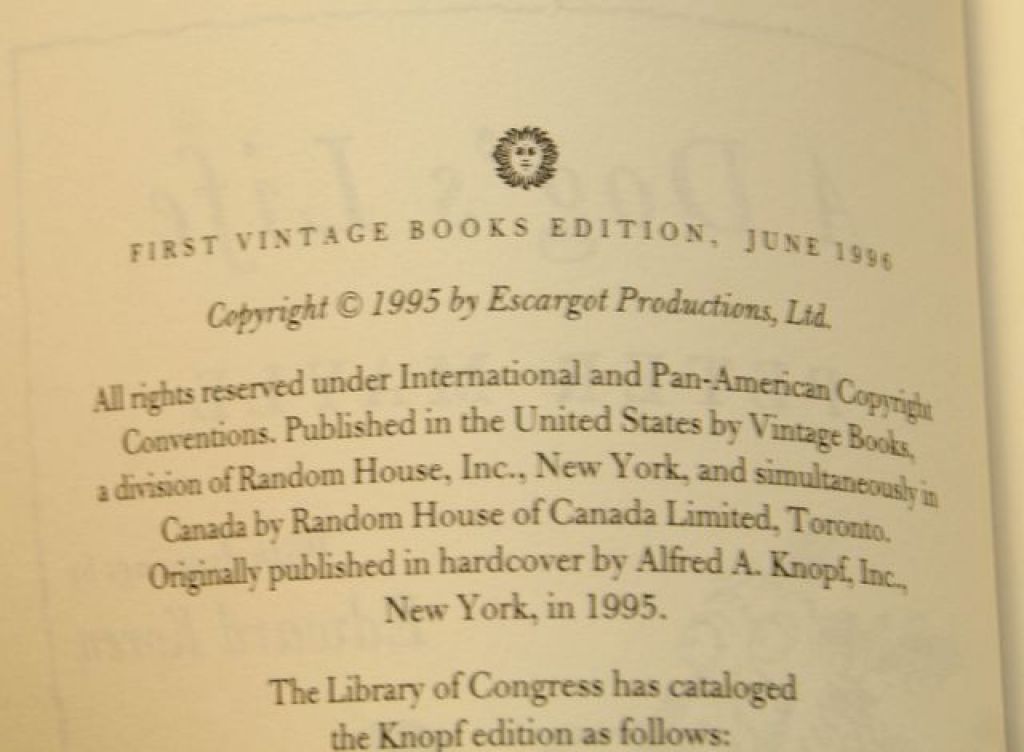 FIRST VINTAGE BOOKS EDITION, JUNE 1996
Copyright © 1995 by Escargot Productions, Ltd.
All rights reserved under International and Pan-American Copyright
Conventions. Published in the United States by Vintage Books,
a division of Random House, Inc., New York, and simultaneously in
Canada by Random House of Canada Limited, Toronto.
Originally published in hardcover by Alfred A. Knopf, Inc.,
New York, in 1995.
The Library of Congress has cataloged
the Knopf edition as follows: